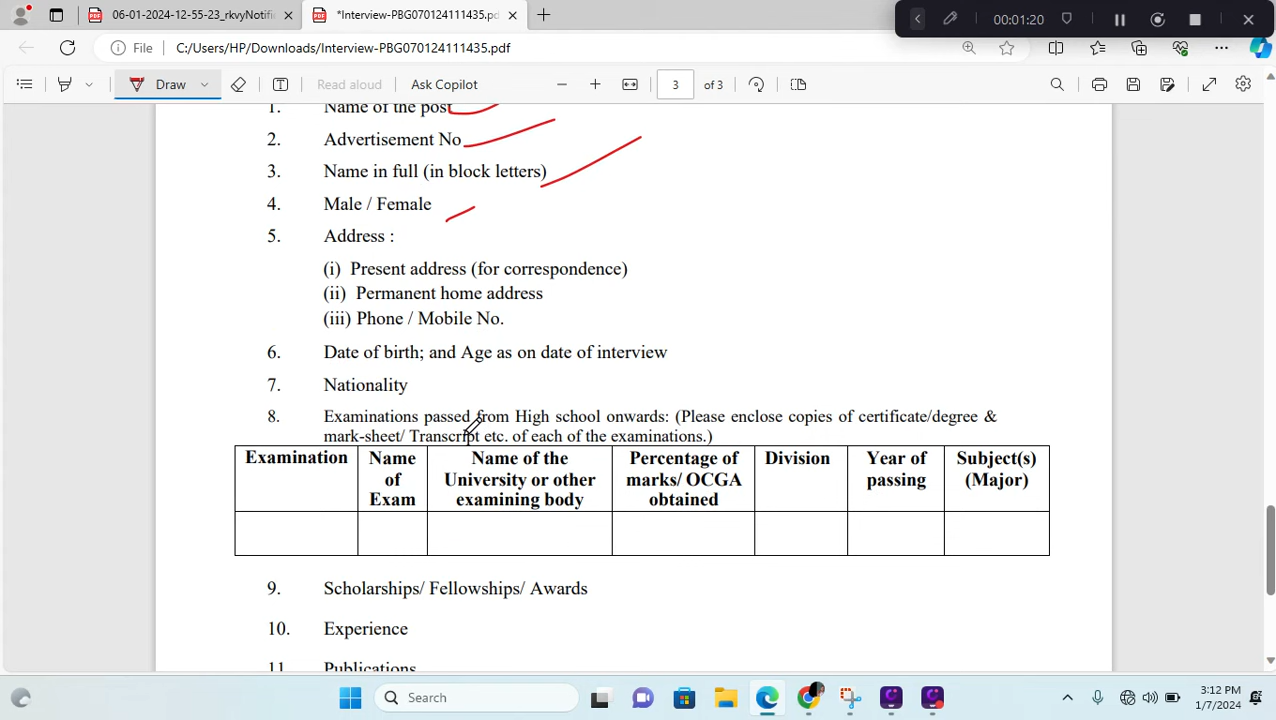 06-01-2024-12-55-23_rkvyNotifi
*Interview-PBG070124111435.pd
00:01:20
File
C:/Users/HP/Downloads/Interview-PBG070124111435.pdf
Draw
Read aloud
Ask Copilot
3
of 3
1. Name of the post
2. Advertisement No
3. Name in full (in block letters)
4. Male / Female
5. Address :
(i) Present address (for correspondence)
(ii) Permanent home address
(iii) Phone / Mobile No.
6. Date of birth; and Age as on date of interview
7. Nationality
8. Examinations passed from High school onwards: (Please enclose copies of certificate/degree &
mark-sheet/ Transcript etc. of each of the examinations.)
Examination
Name
of
Exam
Name of the
University or other
examining body
Percentage of
marks/ OCGA
obtained
Division
Year of
passing
Subject(s)
(Major)
9. Scholarships/ Fellowships/ Awards
10. Experience
11 Publications
Search
3:12 PM
1/7/2024